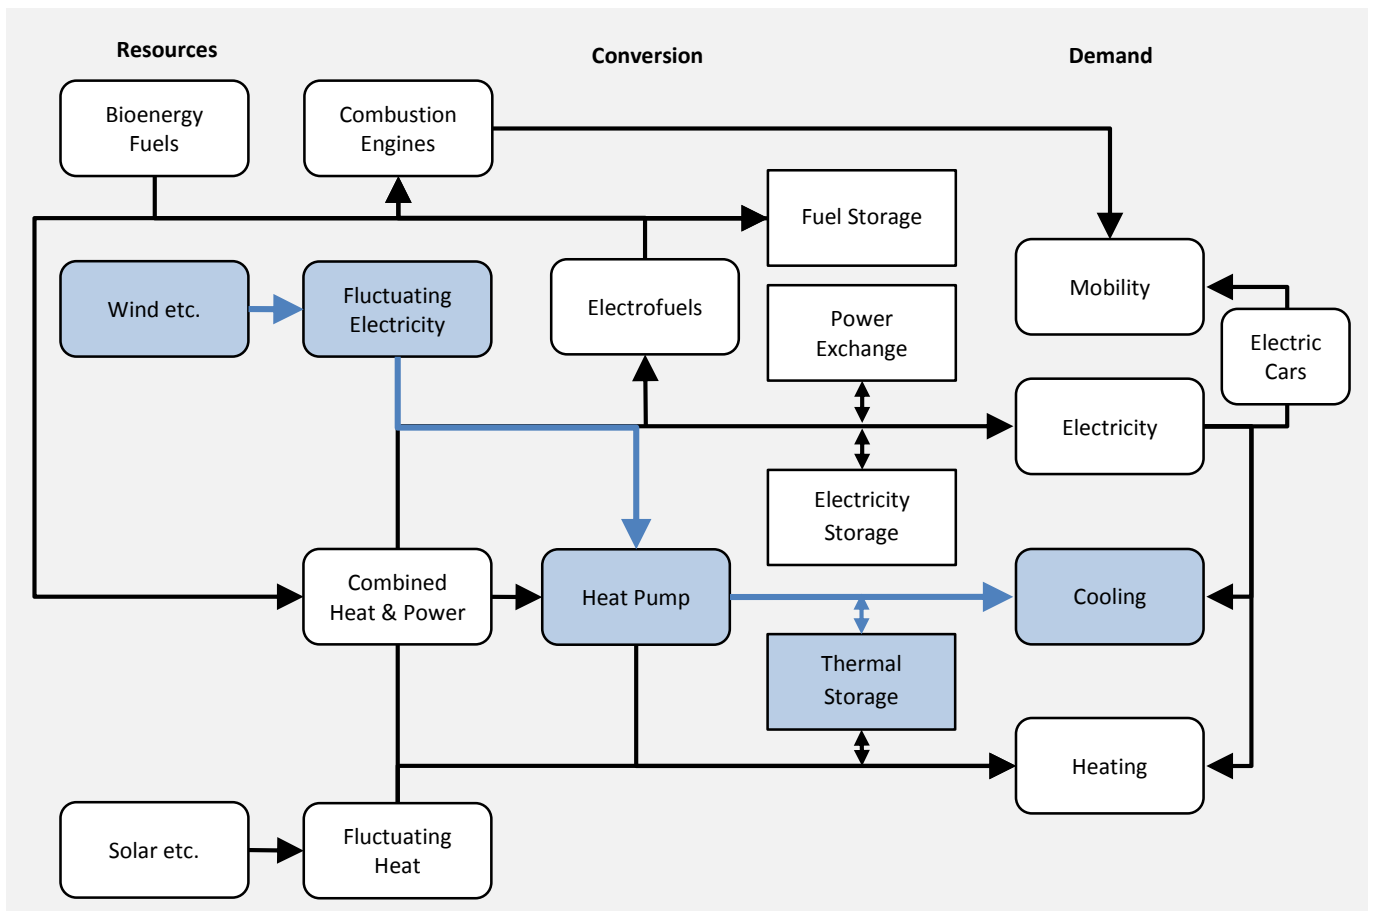 Resources
Conversion
Demand
Bioenergy
Fuels
Combustion
Engines
Fuel Storage
Mobility
Wind etc.
Fluctuating
Electricity
Electrofuels
Power
Exchange
Electric
Cars
Electricity
Electricity
Storage
Combined
Heat & Power
Heat Pump
Cooling
Thermal
Storage
Heating
Solar etc.
Fluctuating
Heat